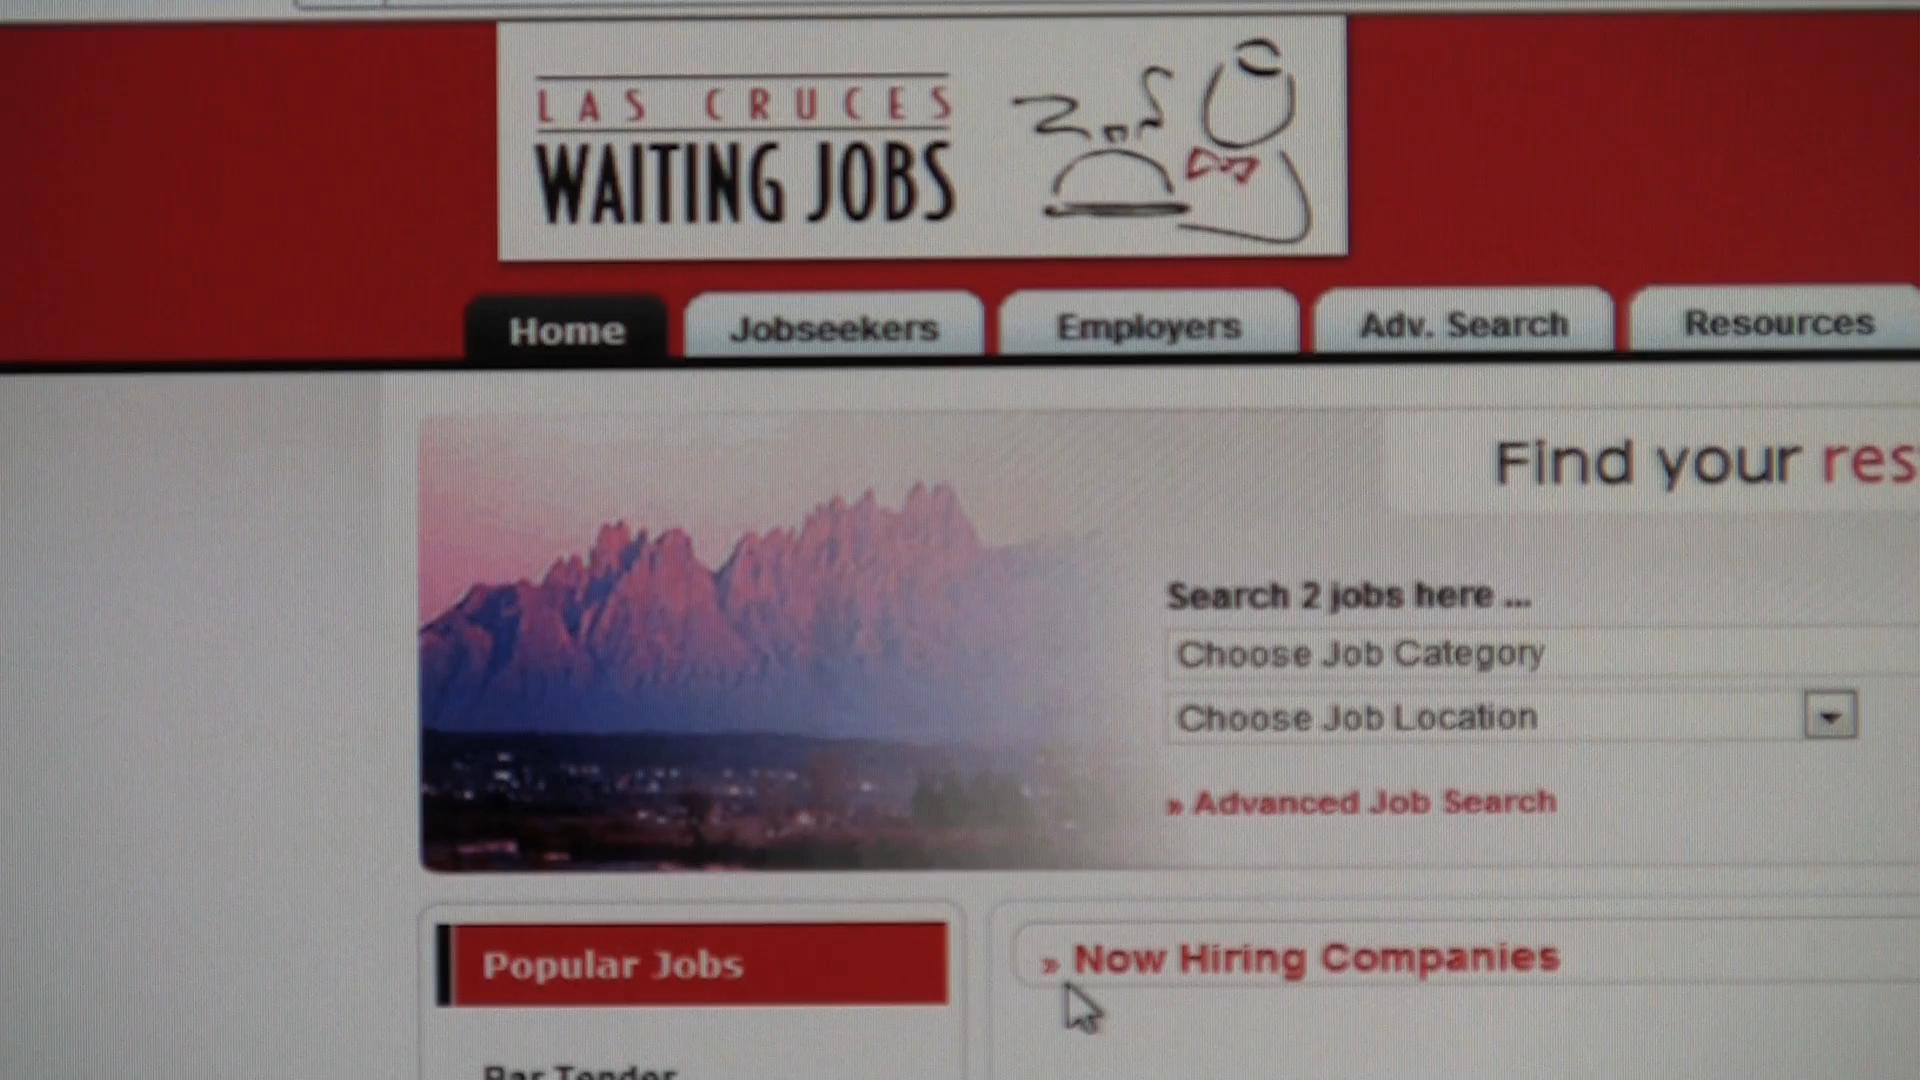 LAS CRUCES
WAITING JOBS
Home
Jobseekers
Employers
Adv. Search
Resources
Find your res
Search 2 jobs here ...
Choose Job Category
Choose Job Location
» Advanced Job Search
Popular Jobs
» Now Hiring Companies
Bar Tender